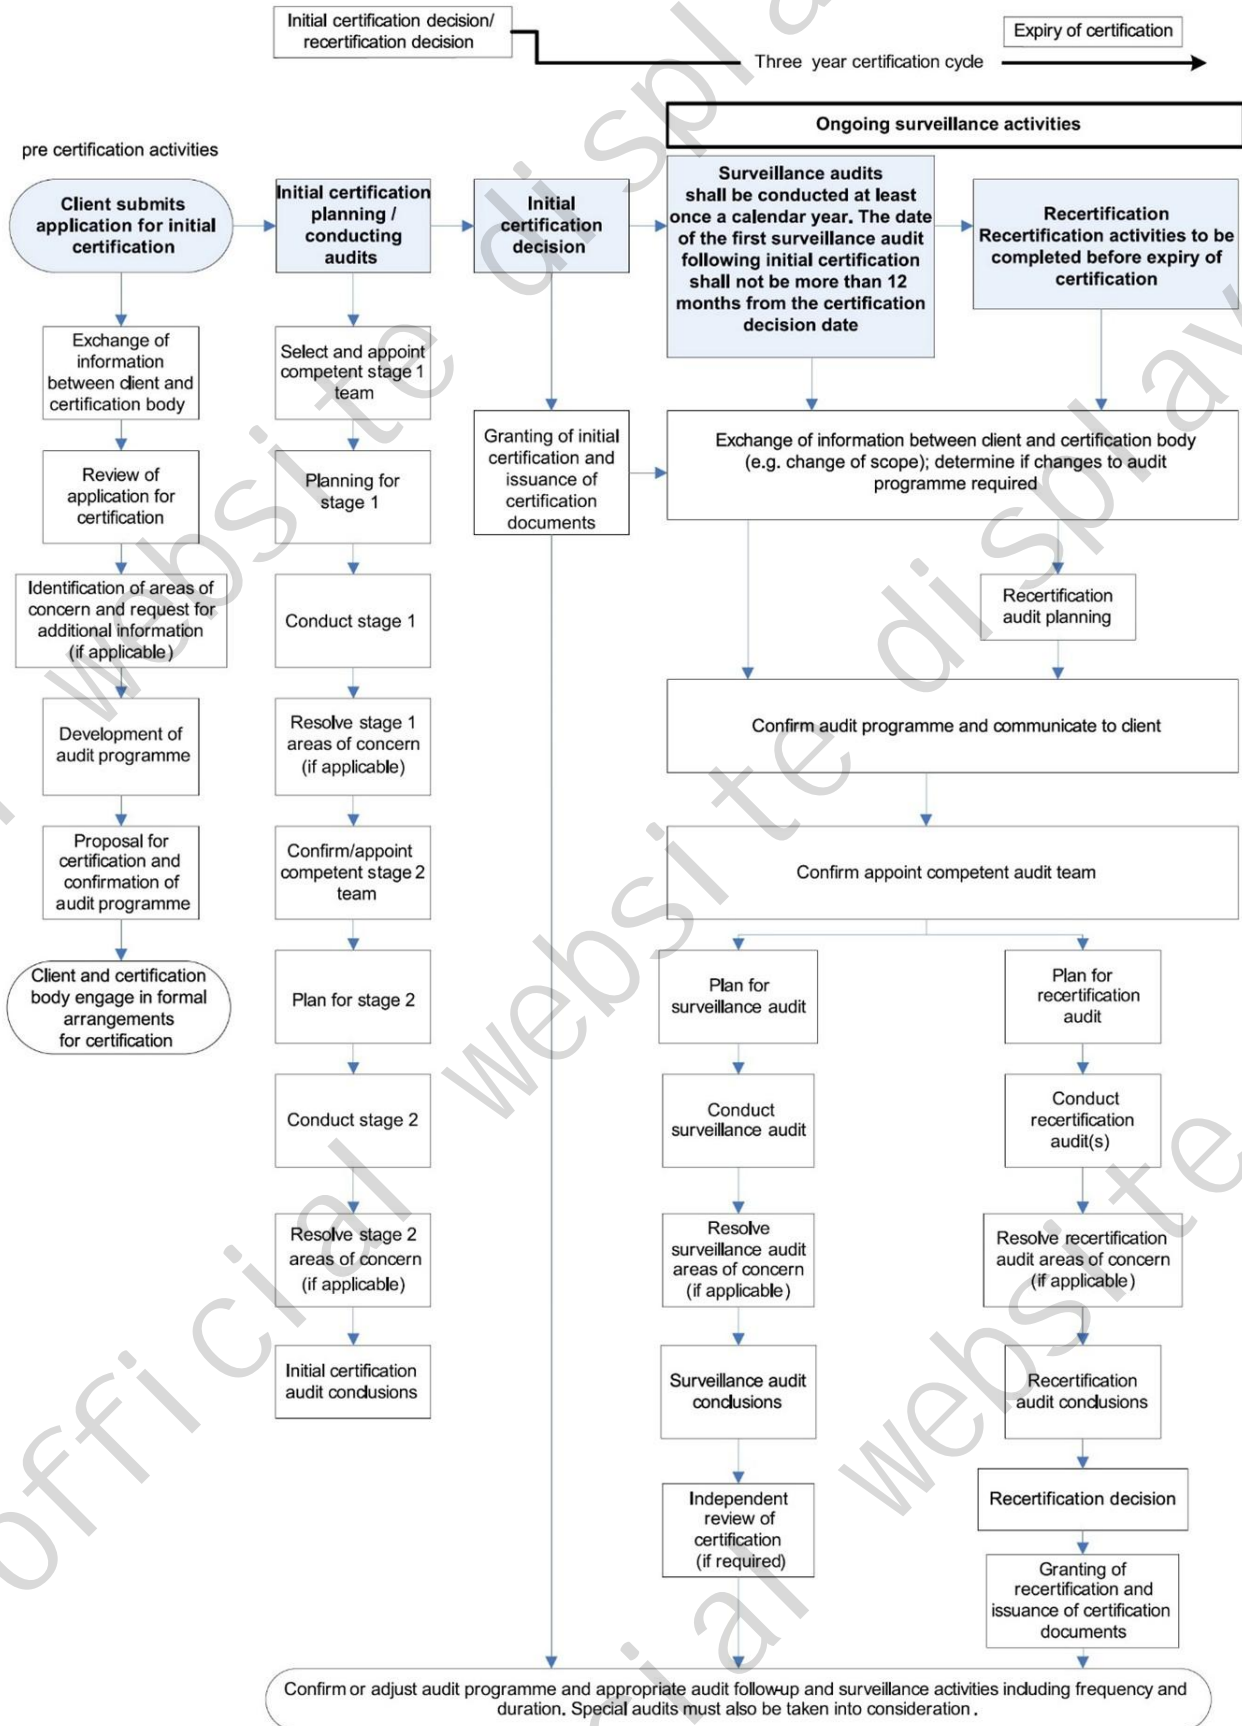 Initial certification decision/
recertification decision
Expiry of certification
Three year certification cycle
Ongoing surveillance activities
pre certification activities
Client submits
application for initial
certification
Initial certification
planning /
conducting
audits
Initial
certification
decision
Surveillance audits
shall be conducted at least
once a calendar year. The date
of the first surveillance audit
following initial certification
shall not be more than 12
months from the certification
decision date
Recertification
Recertification activities to be
completed before expiry of
certification
Exchange of
information
between client and
certification body
Review of
application for
certification
Identification of areas of
concern and request for
additional information
(if applicable)
Development of
audit programme
Proposal for
certification and
confirmation of
audit programme
Client and certification
body engage in formal
arrangements
for certification
Select and appoint
competent stage 1
team
Planning for
stage 1
Conduct stage 1
Resolve stage 1
areas of concern
(if applicable)
Confirm/appoint
competent stage 2
team
Plan for stage 2
Conduct stage 2
Resolve stage 2
areas of concern
(if applicable)
Initial certification
audit conclusions
Granting of initial
certification and
issuance of
certification
documents
Exchange of information between client and certification body
(e.g. change of scope); determine if changes to audit
programme required
Recertification
audit planning
Confirm audit programme and communicate to client
Confirm appoint competent audit team
Plan for
surveillance audit
Conduct
surveillance audit
Resolve
surveillance audit
areas of concern
(if applicable)
Surveillance audit
conclusions
Independent
review of
certification
(if required)
Plan for
recertification
audit
Conduct
recertification
audit(s)
Resolve recertification
audit areas of concern
(if applicable)
Recertification
audit conclusions
Recertification decision
Granting of
recertification and
issuance of certification
documents
Confirm or adjust audit programme and appropriate audit follow-up and surveillance activities including frequency and
duration. Special audits must also be taken into consideration.
website display
official website display
official website